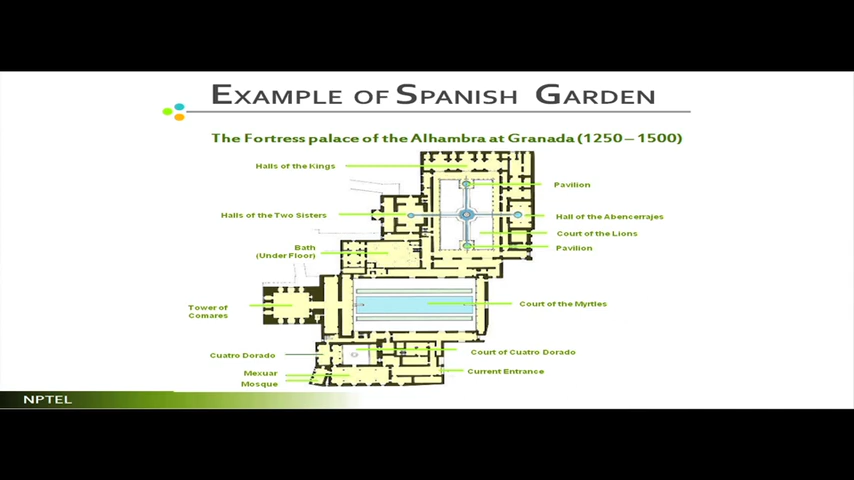 EXAMPLE OF SPANISH GARDEN
The Fortress palace of the Alhambra at Granada (1250 – 1500)
Halls of the Kings
Pavilion
Halls of the Two Sisters
Hall of the Abencerrajes
Court of the Lions
Bath
(Under Floor)
Pavilion
Tower of
Comares
Court of the Myrtles
Cuatro Dorado
Court of Cuatro Dorado
Mexuar
Current Entrance
Mosque
NPTEL